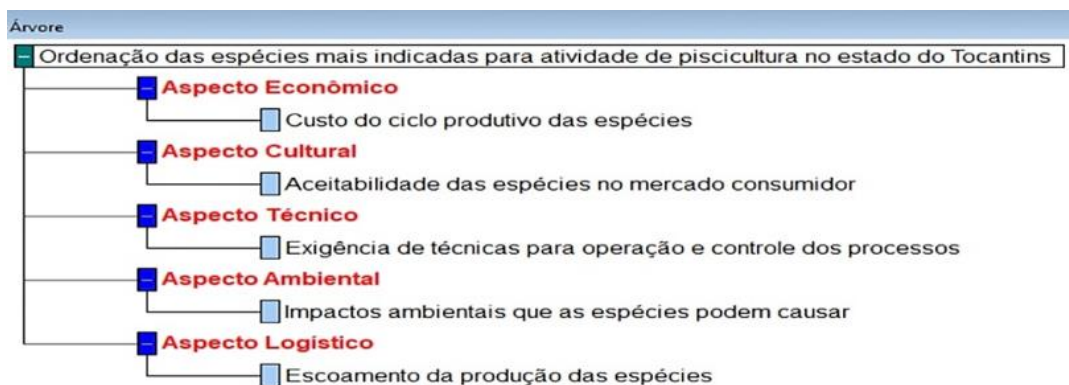 Árvore
Ordenação das espécies mais indicadas para atividade de piscicultura no estado do Tocantins
Aspecto Econômico
Custo do ciclo produtivo das espécies
Aspecto Cultural
Aceitabilidade das espécies no mercado consumidor
Aspecto Técnico
Exigência de técnicas para operação e controle dos processos
Aspecto Ambiental
Impactos ambientais que as espécies podem causar
Aspecto Logístico
Escoamento da produção das espécies